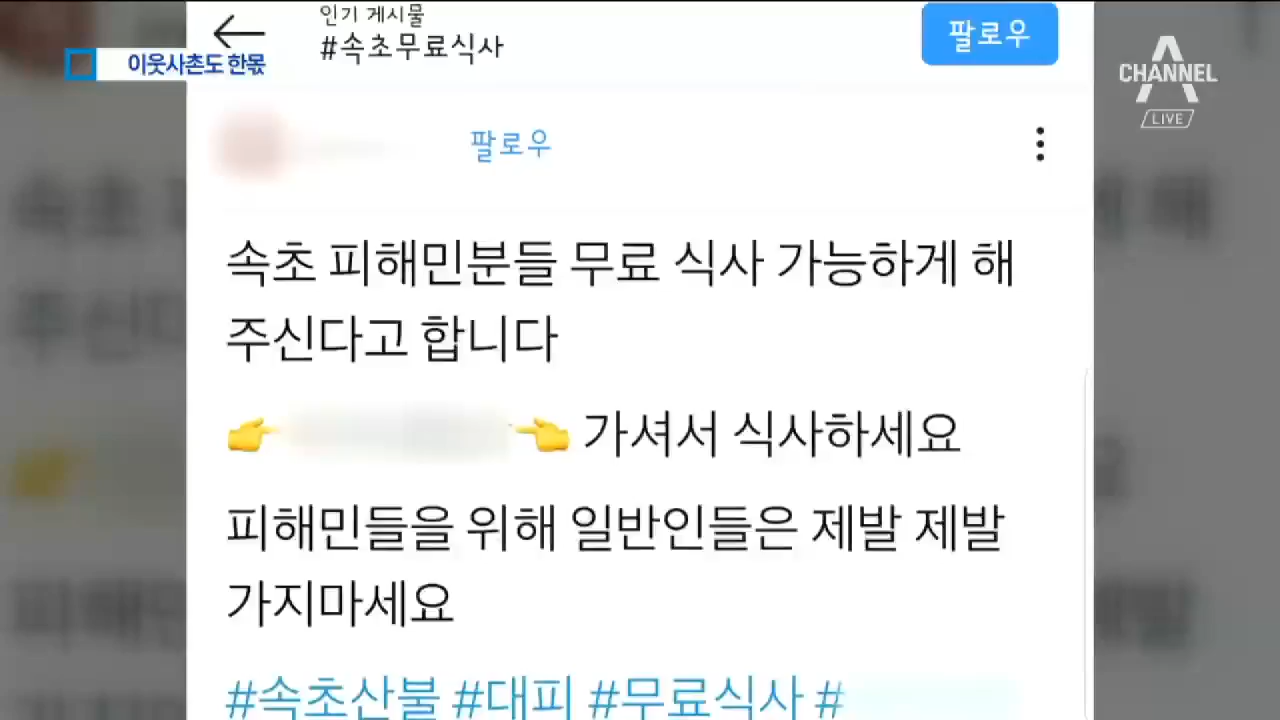 인기 게시물
#속초무료식사
팔로우
이웃사촌도 한몫
CHANNEL A
LIVE
팔로우
속초 피해민분들 무료 식사 가능하게 해
주신다고 합니다
가셔서 식사하세요
피해민들을 위해 일반인들은 제발 제발
가지마세요
#속초산불 #대피 #무료식사 #